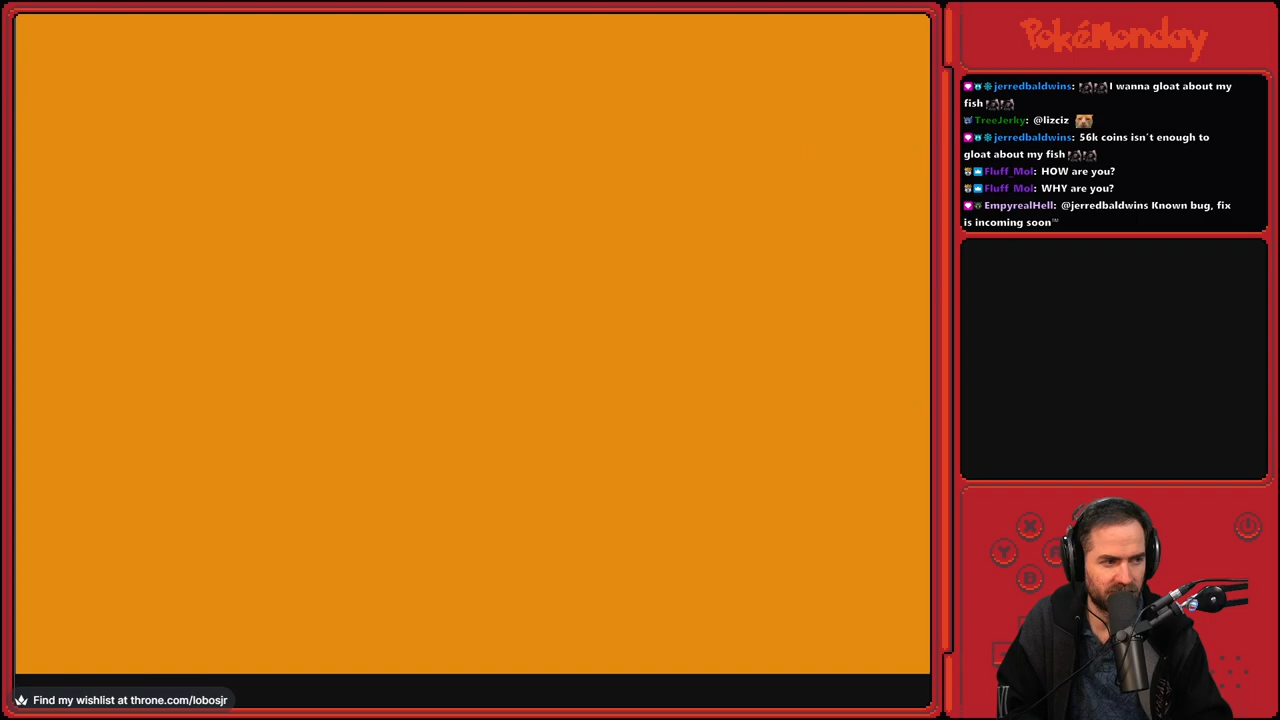 PokéMonday
jerredbaldwins: I wanna gloat about my
fish
TreeJerky: @lizciz
jerredbaldwins: 56k coins isn't enough to
gloat about my fish
Fluff_Mol: HOW are you?
Fluff_Mol: WHY are you?
EmpyrealHell: @jerredbaldwins Known bug, fix
is incoming soon™
X
Y
A
B
Find my wishlist at throne.com/lobosjr